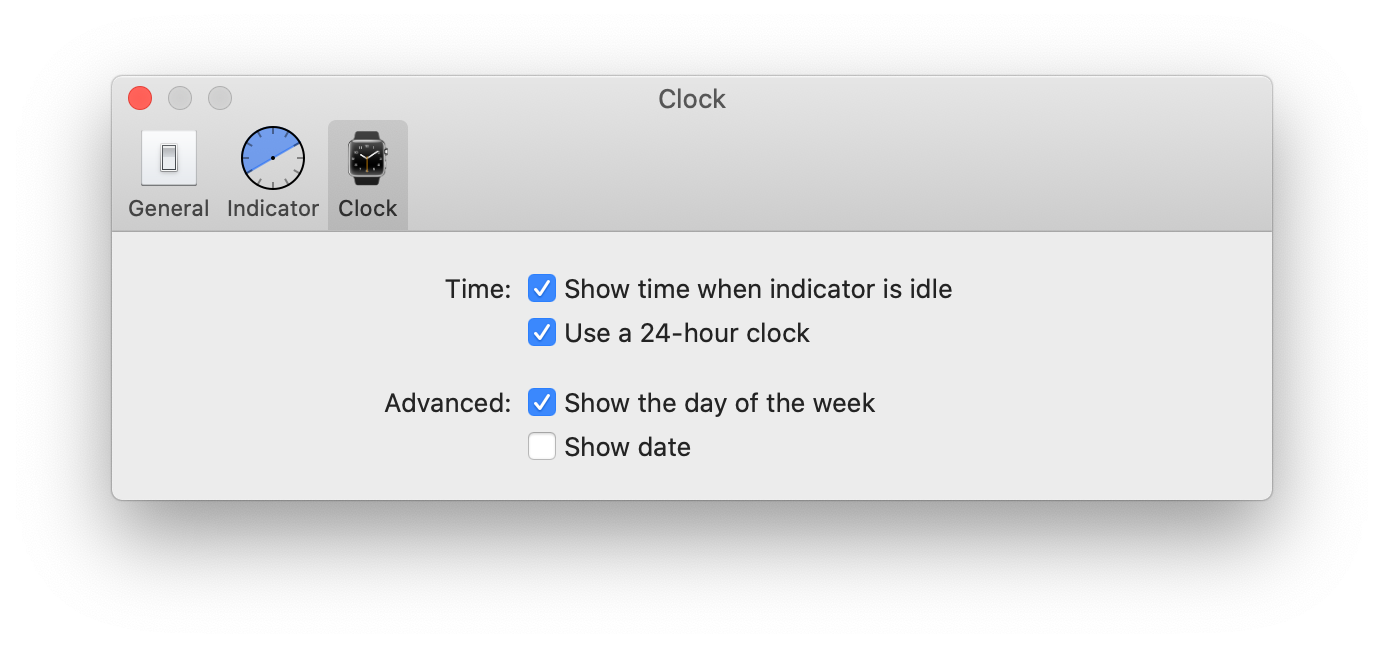 Clock
General Indicator Clock
Time: Show time when indicator is idle
Use a 24-hour clock
Advanced: Show the day of the week
Show date